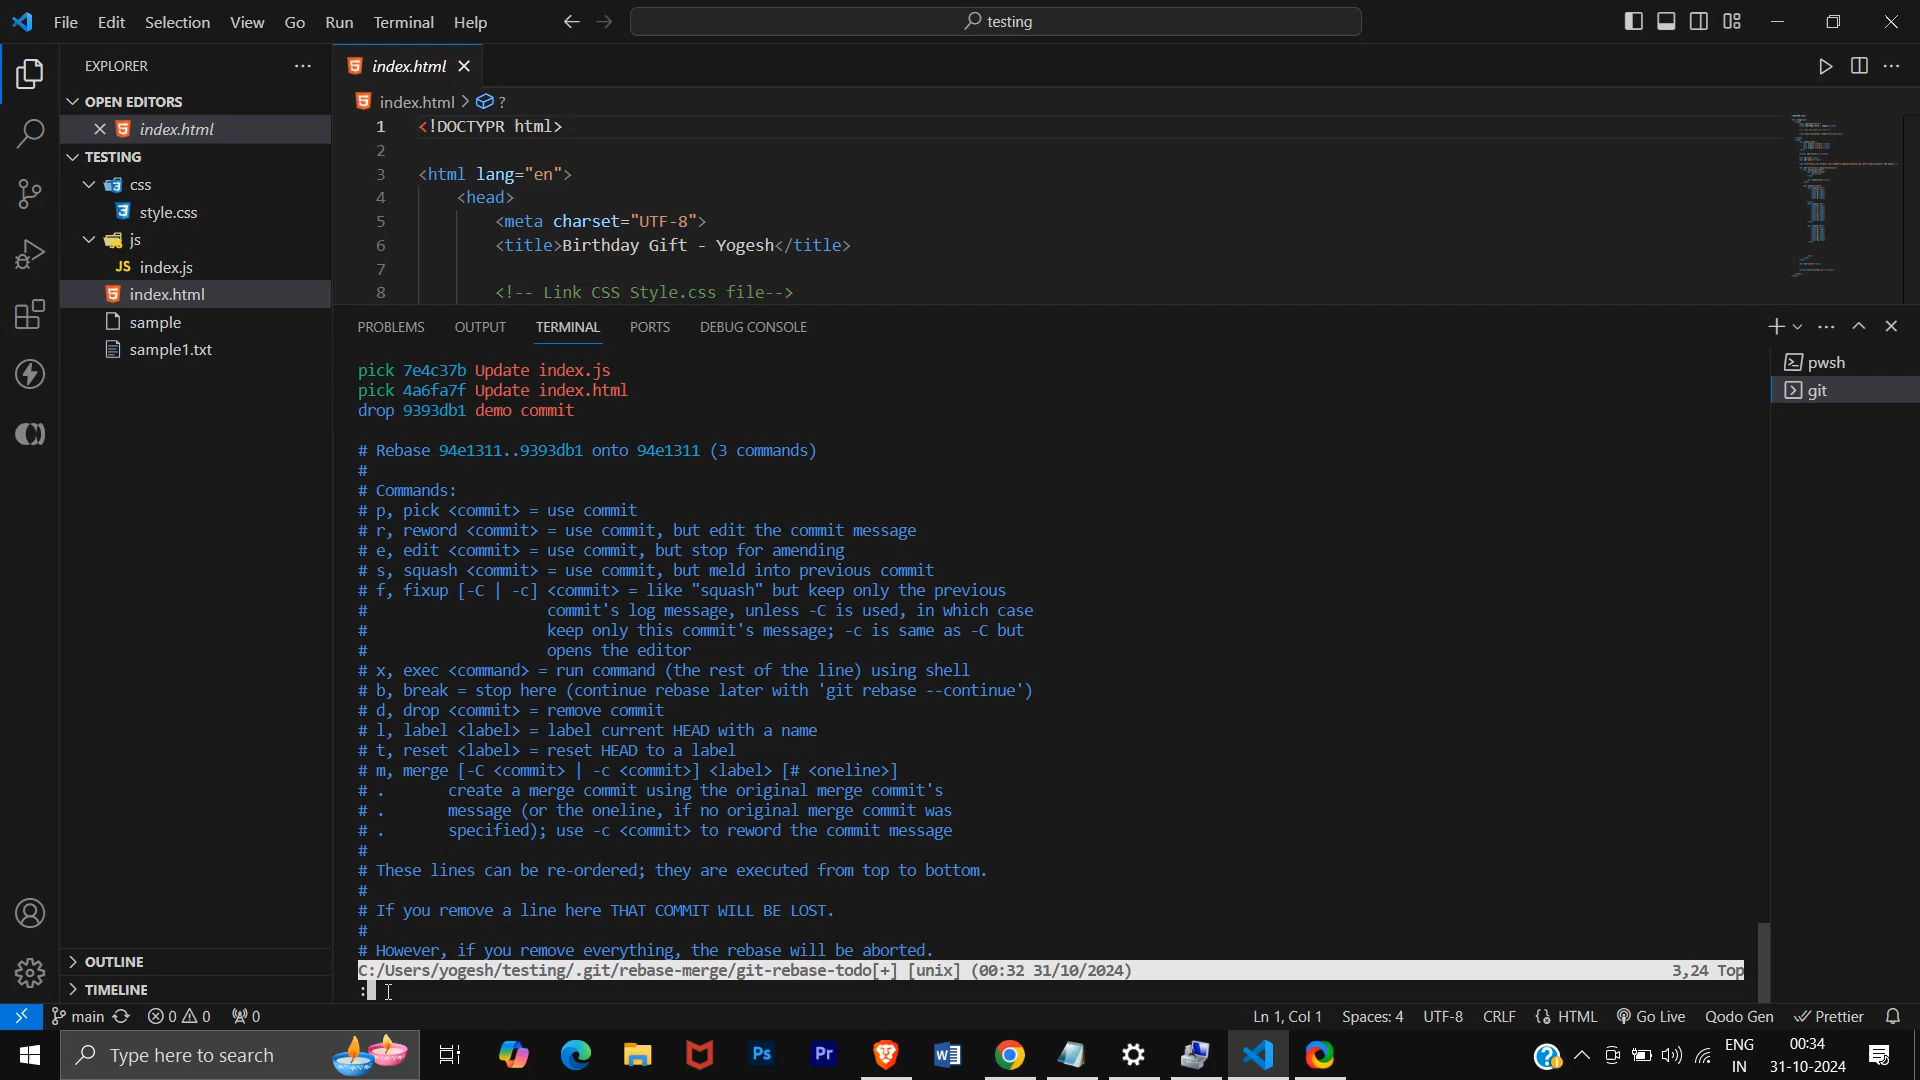 File Edit Selection View Go Run Terminal Help
testing
EXPLORER
OPEN EDITORS
index.html
TESTING
css
style.css
js
JS index.js
index.html
sample
sample1.txt
OUTLINE
TIMELINE
index.html
index.html > ?
1 <!DOCTYPR html>
2
3 <html lang="en">
4 <head>
5 <meta charset="UTF-8">
6 <title>Birthday Gift - Yogesh</title>
7
8 <!-- Link CSS Style.css file-->
PROBLEMS OUTPUT TERMINAL PORTS DEBUG CONSOLE
pwsh
git
pick 7e4c37b Update index.js
pick 4a6fa7f Update index.html
drop 9393db1 demo commit
# Rebase 94e1311..9393db1 onto 94e1311 (3 commands)
#
# Commands:
# p, pick <commit> = use commit
# r, reword <commit> = use commit, but edit the commit message
# e, edit <commit> = use commit, but stop for amending
# s, squash <commit> = use commit, but meld into previous commit
# f, fixup [-C | -c] <commit> = like "squash" but keep only the previous
# commit's log message, unless -C is used, in which case
# keep only this commit's message; -c is same as -C but
# opens the editor
# x, exec <command> = run command (the rest of the line) using shell
# b, break = stop here (continue rebase later with 'git rebase --continue')
# d, drop <commit> = remove commit
# l, label <label> = label current HEAD with a name
# t, reset <label> = reset HEAD to a label
# m, merge [-C <commit> | -c <commit>] <label> [# <oneline>]
# . create a merge commit using the original merge commit's
# . message (or the oneline, if no original merge commit was
# . specified); use -c <commit> to reword the commit message
#
# These lines can be re-ordered; they are executed from top to bottom.
#
# If you remove a line here THAT COMMIT WILL BE LOST.
#
# However, if you remove everything, the rebase will be aborted.
C:/Users/yogesh/testing/.git/rebase-merge/git-rebase-todo[+] [unix] (00:32 31/10/2024) 3,24 Top
:
main 0 0 0 Ln 1, Col 1 Spaces: 4 UTF-8 CRLF HTML Go Live Qodo Gen Prettier
Type here to search
Ps
Pr
ENG
IN
00:34
31-10-2024